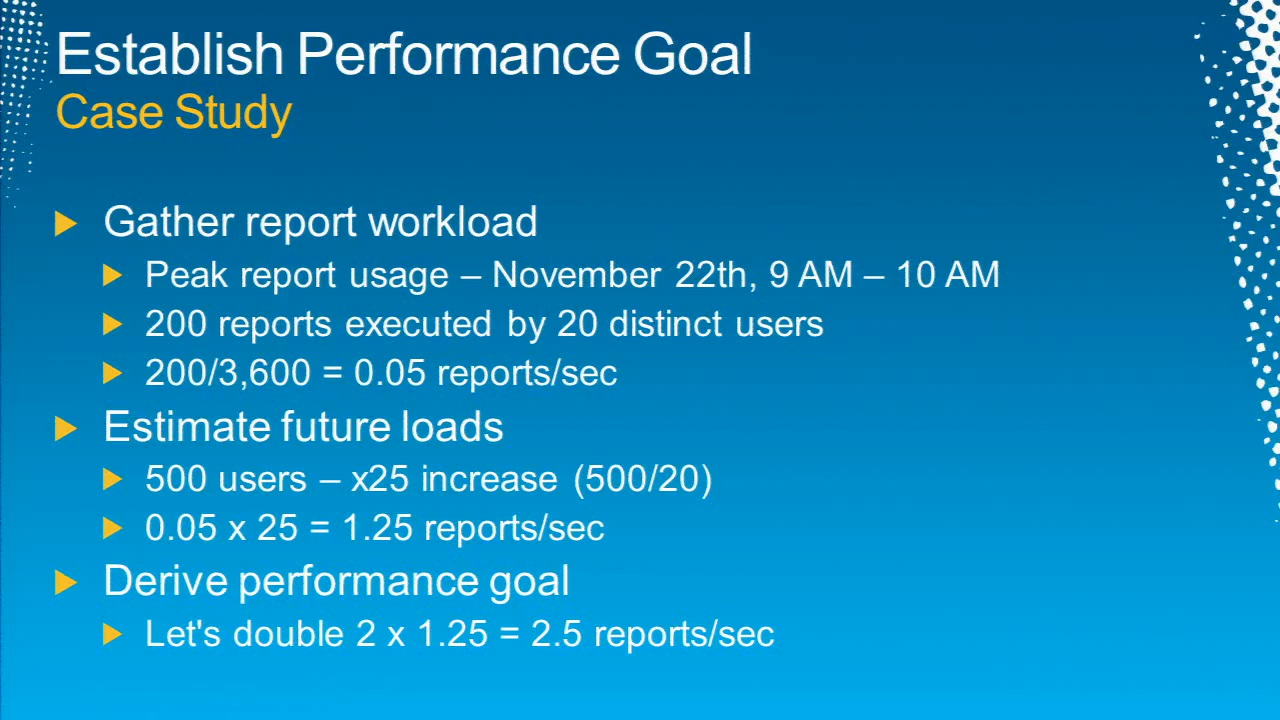 Establish Performance Goal
Case Study
Gather report workload
Peak report usage – November 22th, 9 AM – 10 AM
200 reports executed by 20 distinct users
200/3,600 = 0.05 reports/sec
Estimate future loads
500 users – x25 increase (500/20)
0.05 x 25 = 1.25 reports/sec
Derive performance goal
Let's double 2 x 1.25 = 2.5 reports/sec